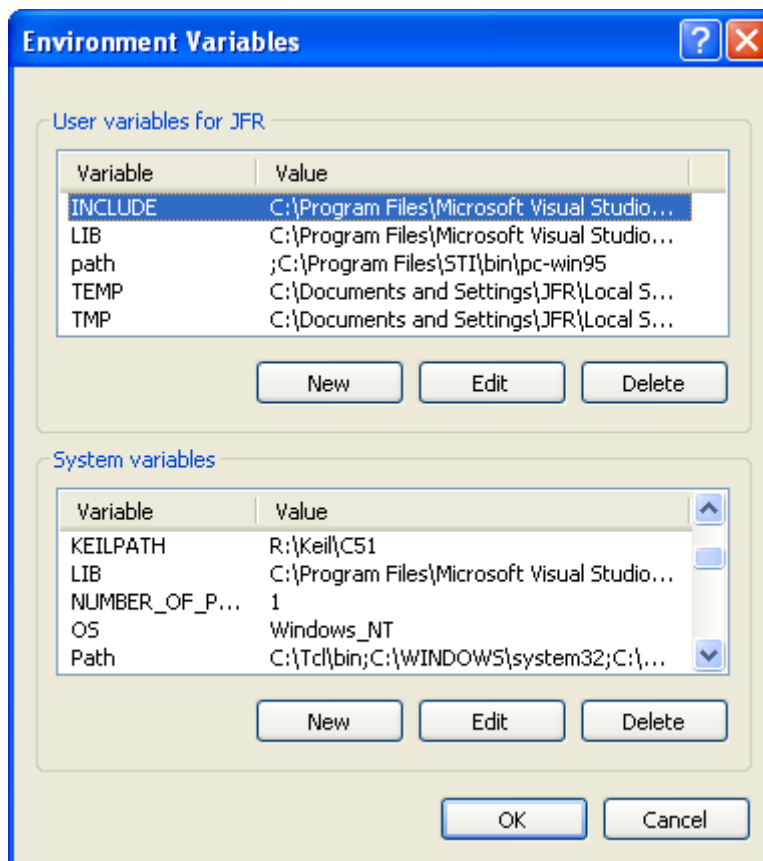 Environment Variables
User variables for JFR
Variable Value
INCLUDE C:\Program Files\Microsoft Visual Studio...
LIB C:\Program Files\Microsoft Visual Studio...
path ;C:\Program Files\STI\bin\pc-win95
TEMP C:\Documents and Settings\JFR\Local S...
TMP C:\Documents and Settings\JFR\Local S...
New Edit Delete
System variables
Variable Value
KEILPATH R:\Keil\C51
LIB C:\Program Files\Microsoft Visual Studio...
NUMBER_OF_P... 1
OS Windows_NT
Path C:\Tcl\bin;C:\WINDOWS\system32;C:\...
New Edit Delete
OK Cancel